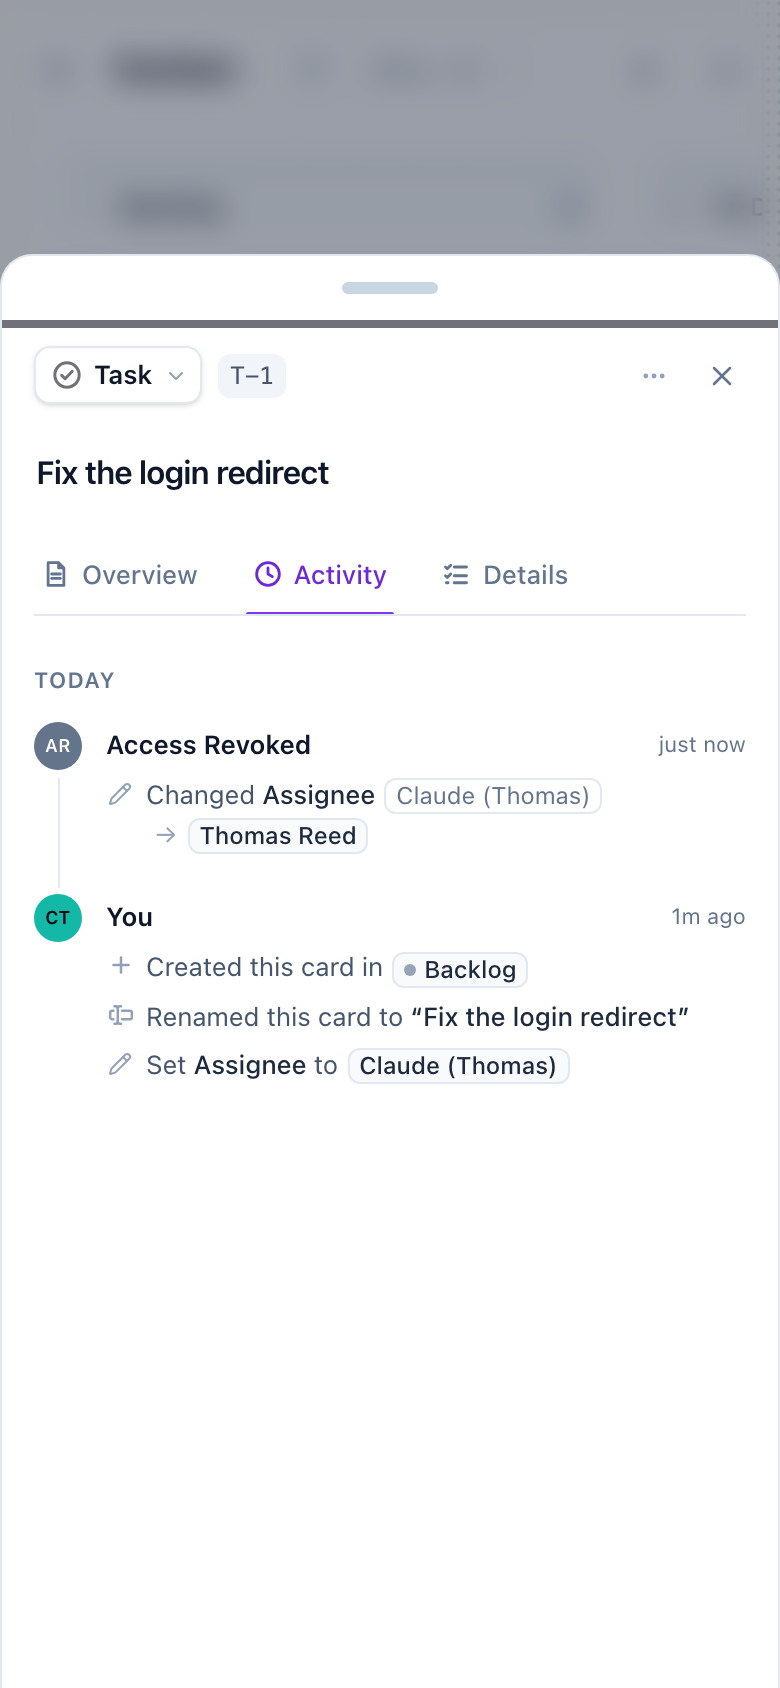 Task T–1
Fix the login redirect
Overview Activity Details
TODAY
AR Access Revoked just now
Changed Assignee Claude (Thomas)
→ Thomas Reed
CT You 1m ago
Created this card in Backlog
Renamed this card to “Fix the login redirect”
Set Assignee to Claude (Thomas)